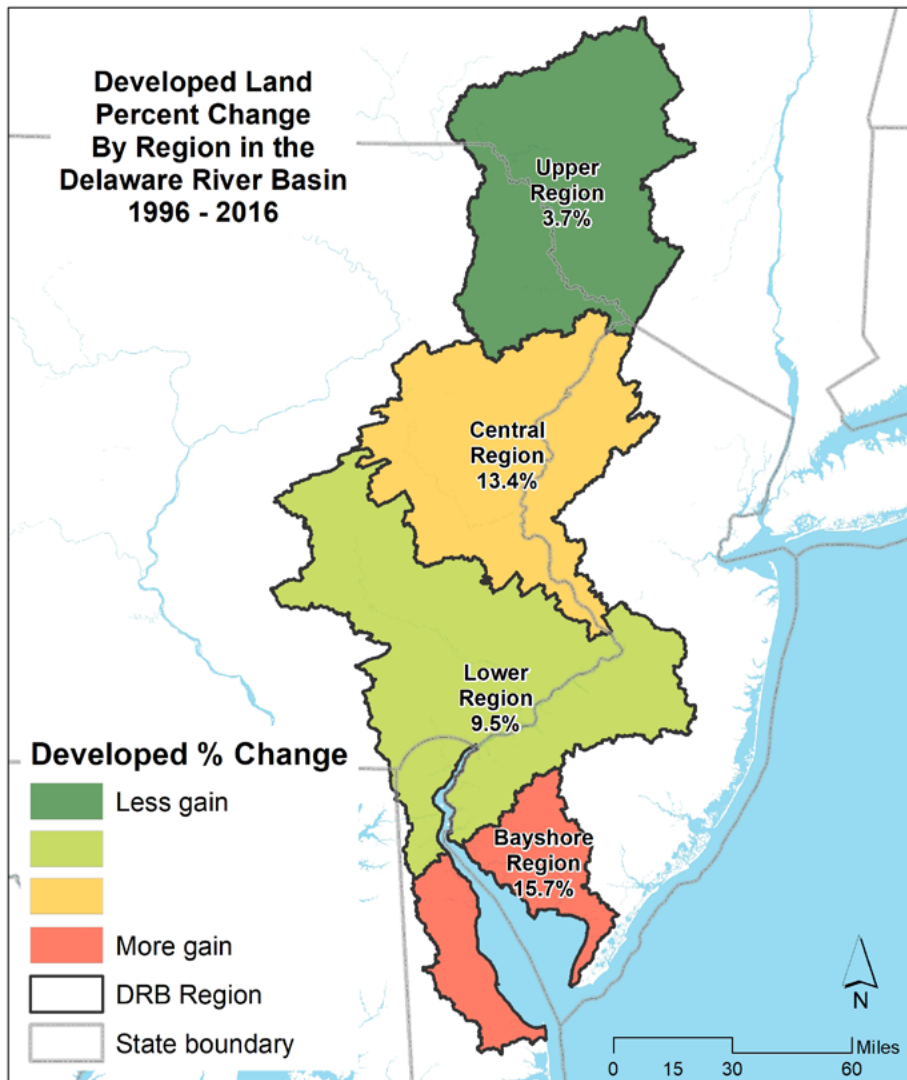 Developed Land
Percent Change
By Region in the
Delaware River Basin
1996 - 2016
Upper
Region
3.7%
Central
Region
13.4%
Lower
Region
9.5%
Bayshore
Region
15.7%
Developed % Change
Less gain
More gain
DRB Region
State boundary
N
Miles
0 15 30 60